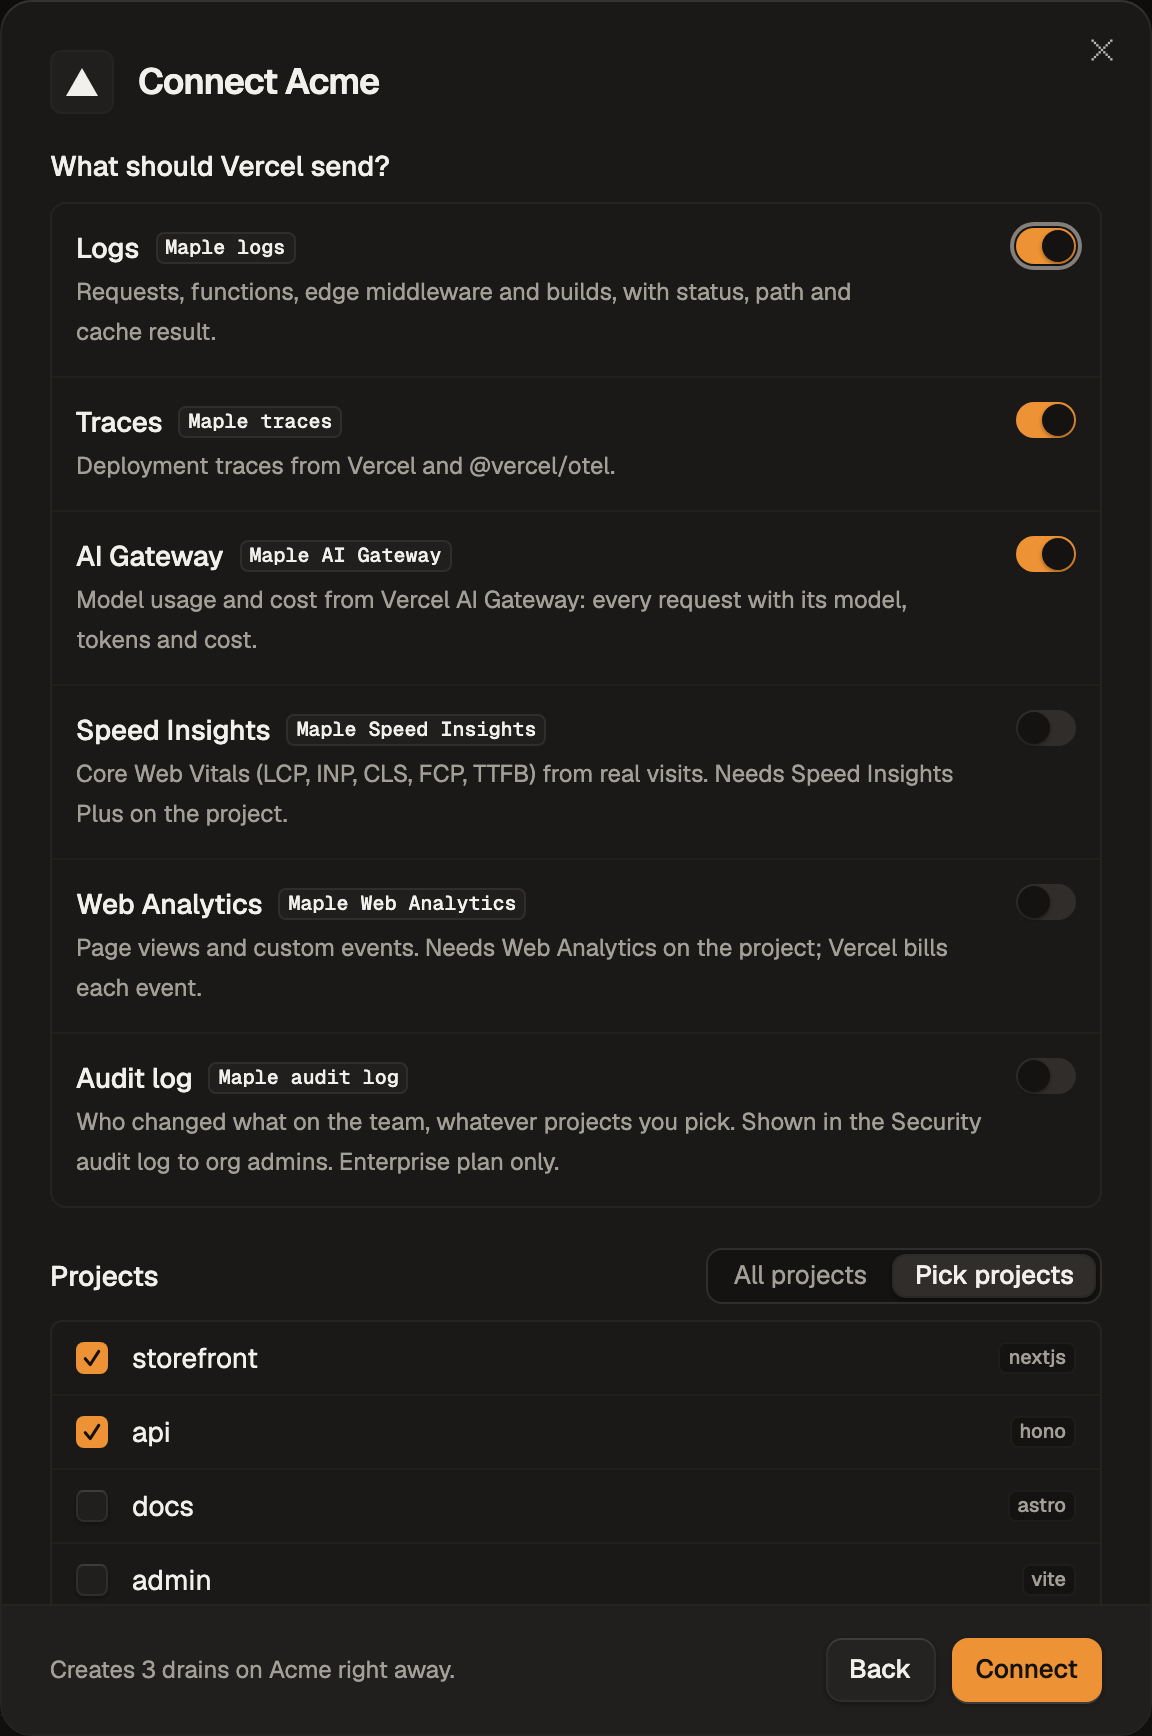 Connect Acme
What should Vercel send?
Logs Maple logs
Requests, functions, edge middleware and builds, with status, path and
cache result.
Traces Maple traces
Deployment traces from Vercel and @vercel/otel.
AI Gateway Maple AI Gateway
Model usage and cost from Vercel AI Gateway: every request with its model,
tokens and cost.
Speed Insights Maple Speed Insights
Core Web Vitals (LCP, INP, CLS, FCP, TTFB) from real visits. Needs Speed Insights
Plus on the project.
Web Analytics Maple Web Analytics
Page views and custom events. Needs Web Analytics on the project; Vercel bills
each event.
Audit log Maple audit log
Who changed what on the team, whatever projects you pick. Shown in the Security
audit log to org admins. Enterprise plan only.
Projects All projects Pick projects
storefront nextjs
api hono
docs astro
admin vite
Creates 3 drains on Acme right away. Back Connect